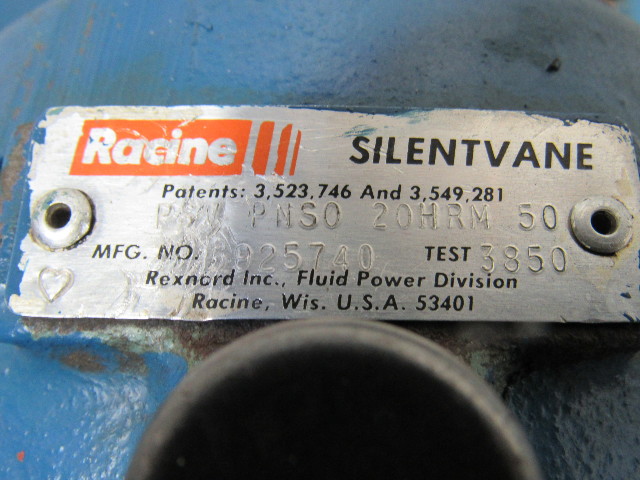 Racine SILENTVANE
Patents: 3,523,746 And 3,549,281
PSV PNSO 20HRM 50
MFG. NO. TEST 3850
Rexnord Inc., Fluid Power Division
Racine, Wis. U.S.A. 53401